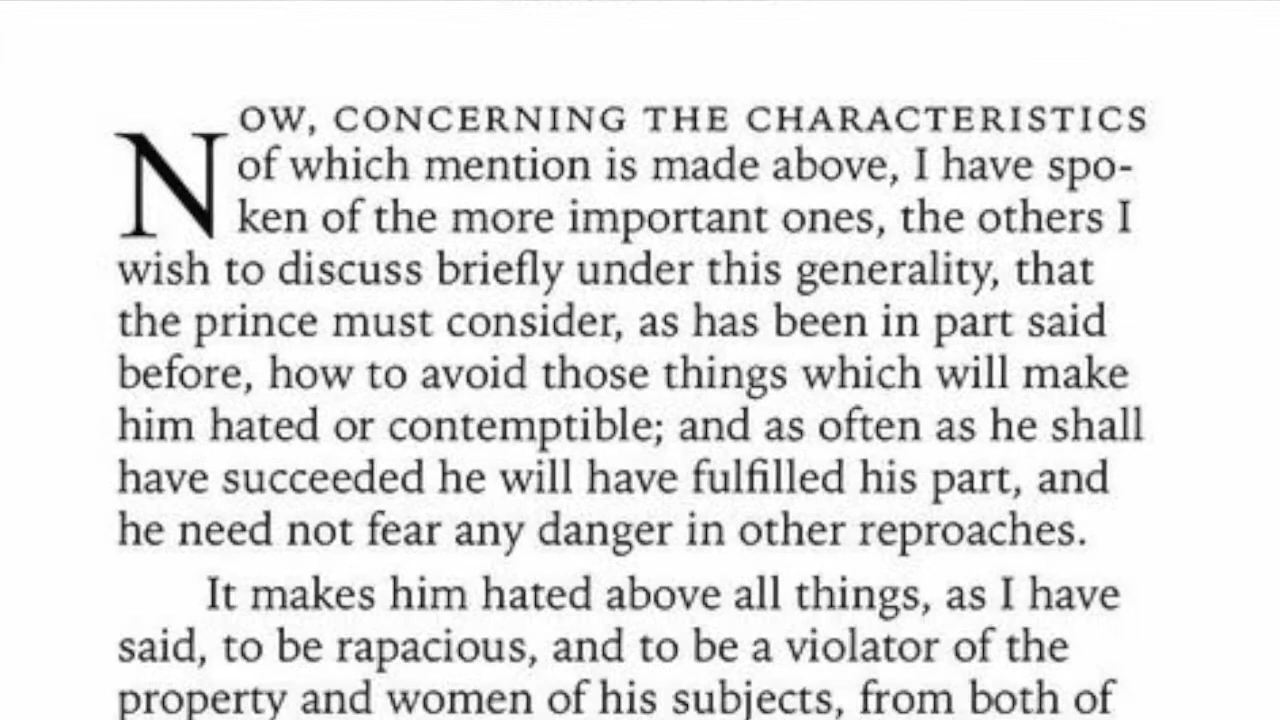 NOW, CONCERNING THE CHARACTERISTICS
of which mention is made above, I have spo-
ken of the more important ones, the others I
wish to discuss briefly under this generality, that
the prince must consider, as has been in part said
before, how to avoid those things which will make
him hated or contemptible; and as often as he shall
have succeeded he will have fulfilled his part, and
he need not fear any danger in other reproaches.
It makes him hated above all things, as I have
said, to be rapacious, and to be a violator of the
property and women of his subjects, from both of